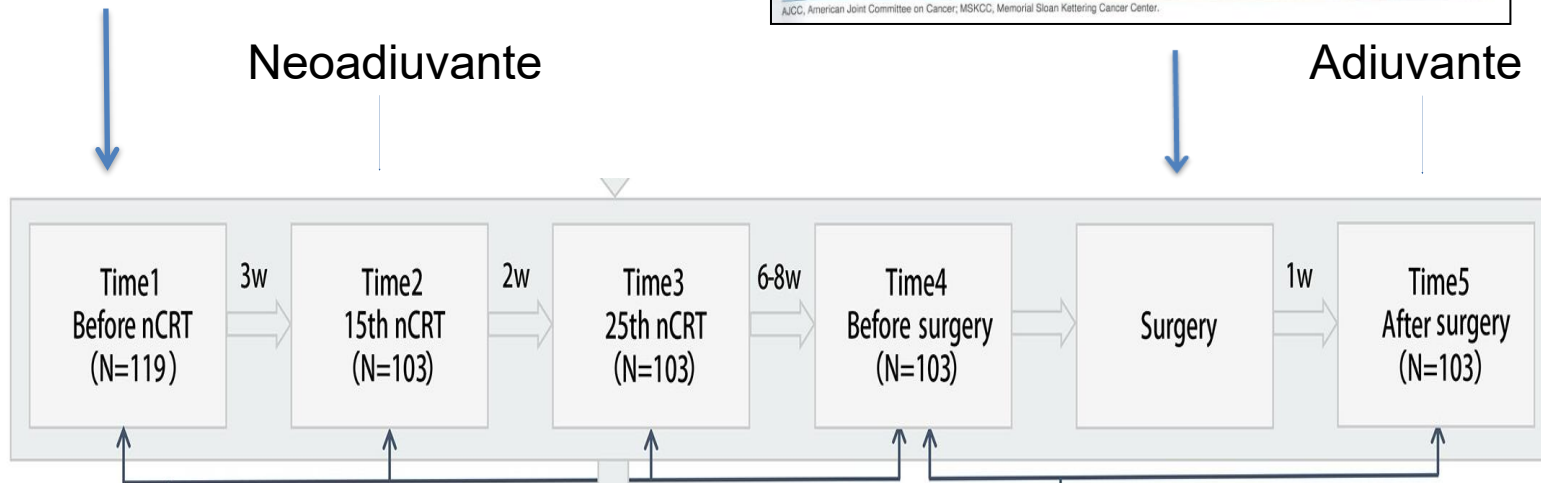 AJCC, American Joint Committee on Cancer; MSKCC, Memorial Sloan Kettering Cancer Center.
Neoadiuvante
Adiuvante
Time1
Before nCRT
(N=119)
3w
Time2
15th nCRT
(N=103)
2w
Time3
25th nCRT
(N=103)
6-8w
Time4
Before surgery
(N=103)
Surgery
1w
Time5
After surgery
(N=103)